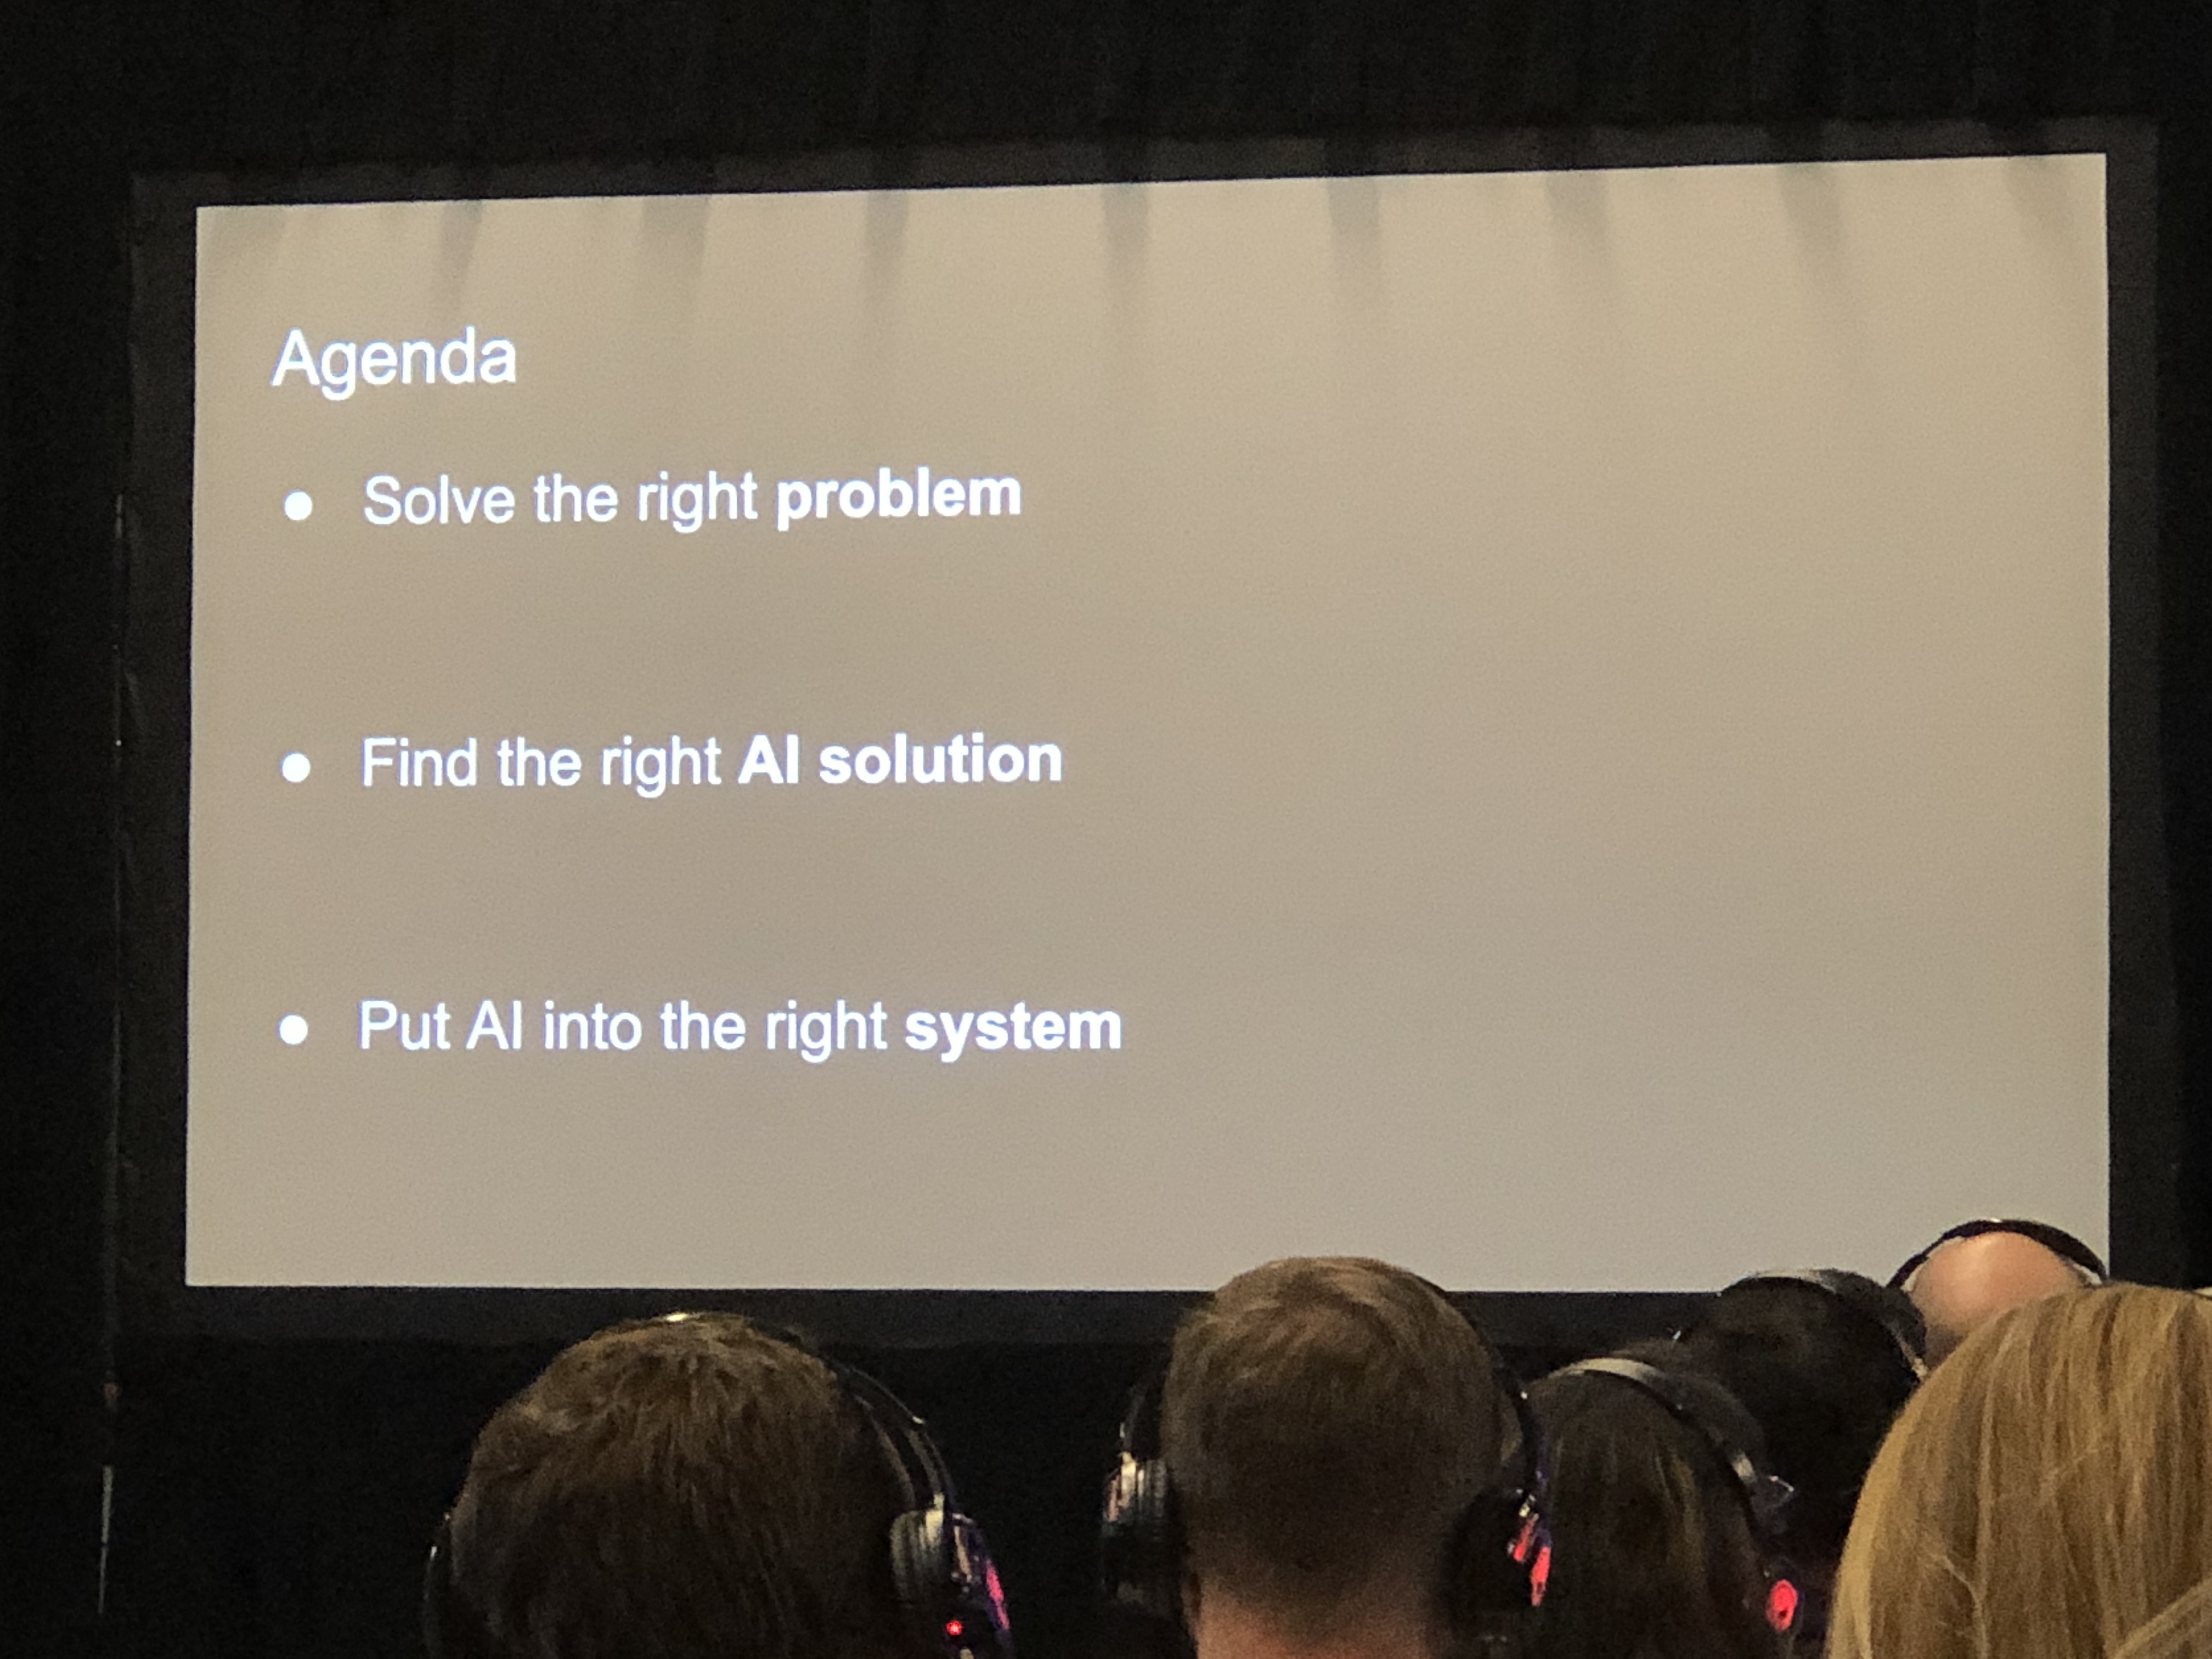 Agenda
● Solve the right problem
● Find the right AI solution
● Put AI into the right system